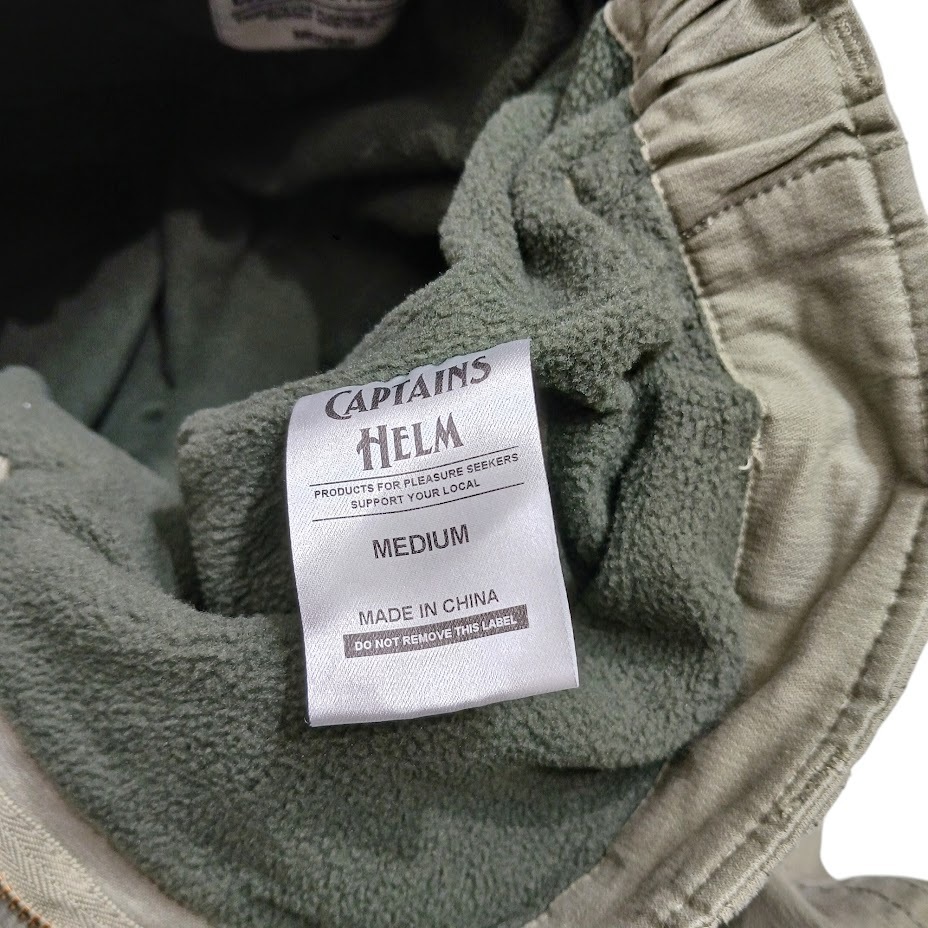 CAPTAINS
HELM
PRODUCTS FOR PLEASURE SEEKERS
SUPPORT YOUR LOCAL
MEDIUM
MADE IN CHINA
DO NOT REMOVE THIS LABEL